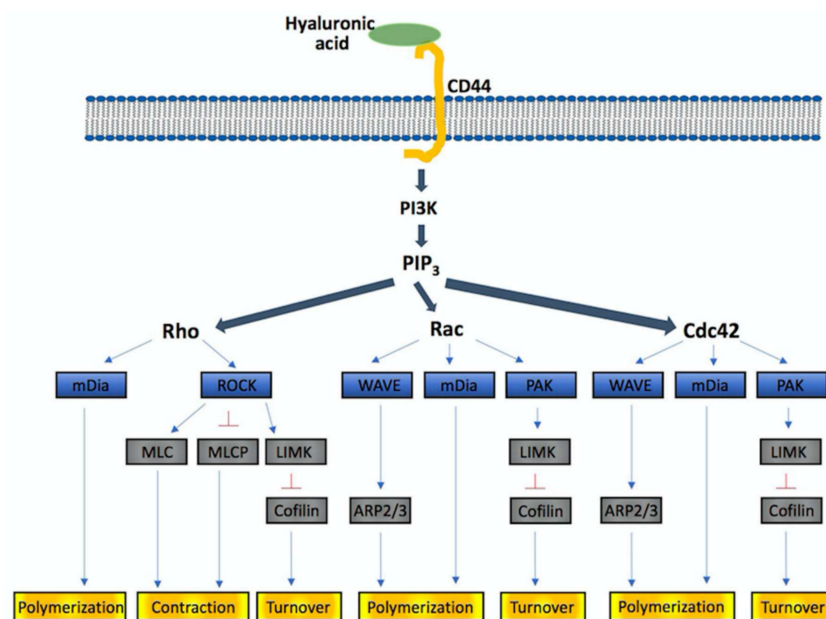 Hyaluronic
acid
CD44
PI3K
PIP₃
Rho Rac Cdc42
mDia ROCK WAVE mDia PAK WAVE mDia PAK
MLC MLCP LIMK LIMK LIMK
Cofilin ARP2/3 Cofilin ARP2/3 Cofilin
Polymerization Contraction Turnover Polymerization Turnover Polymerization Turnover